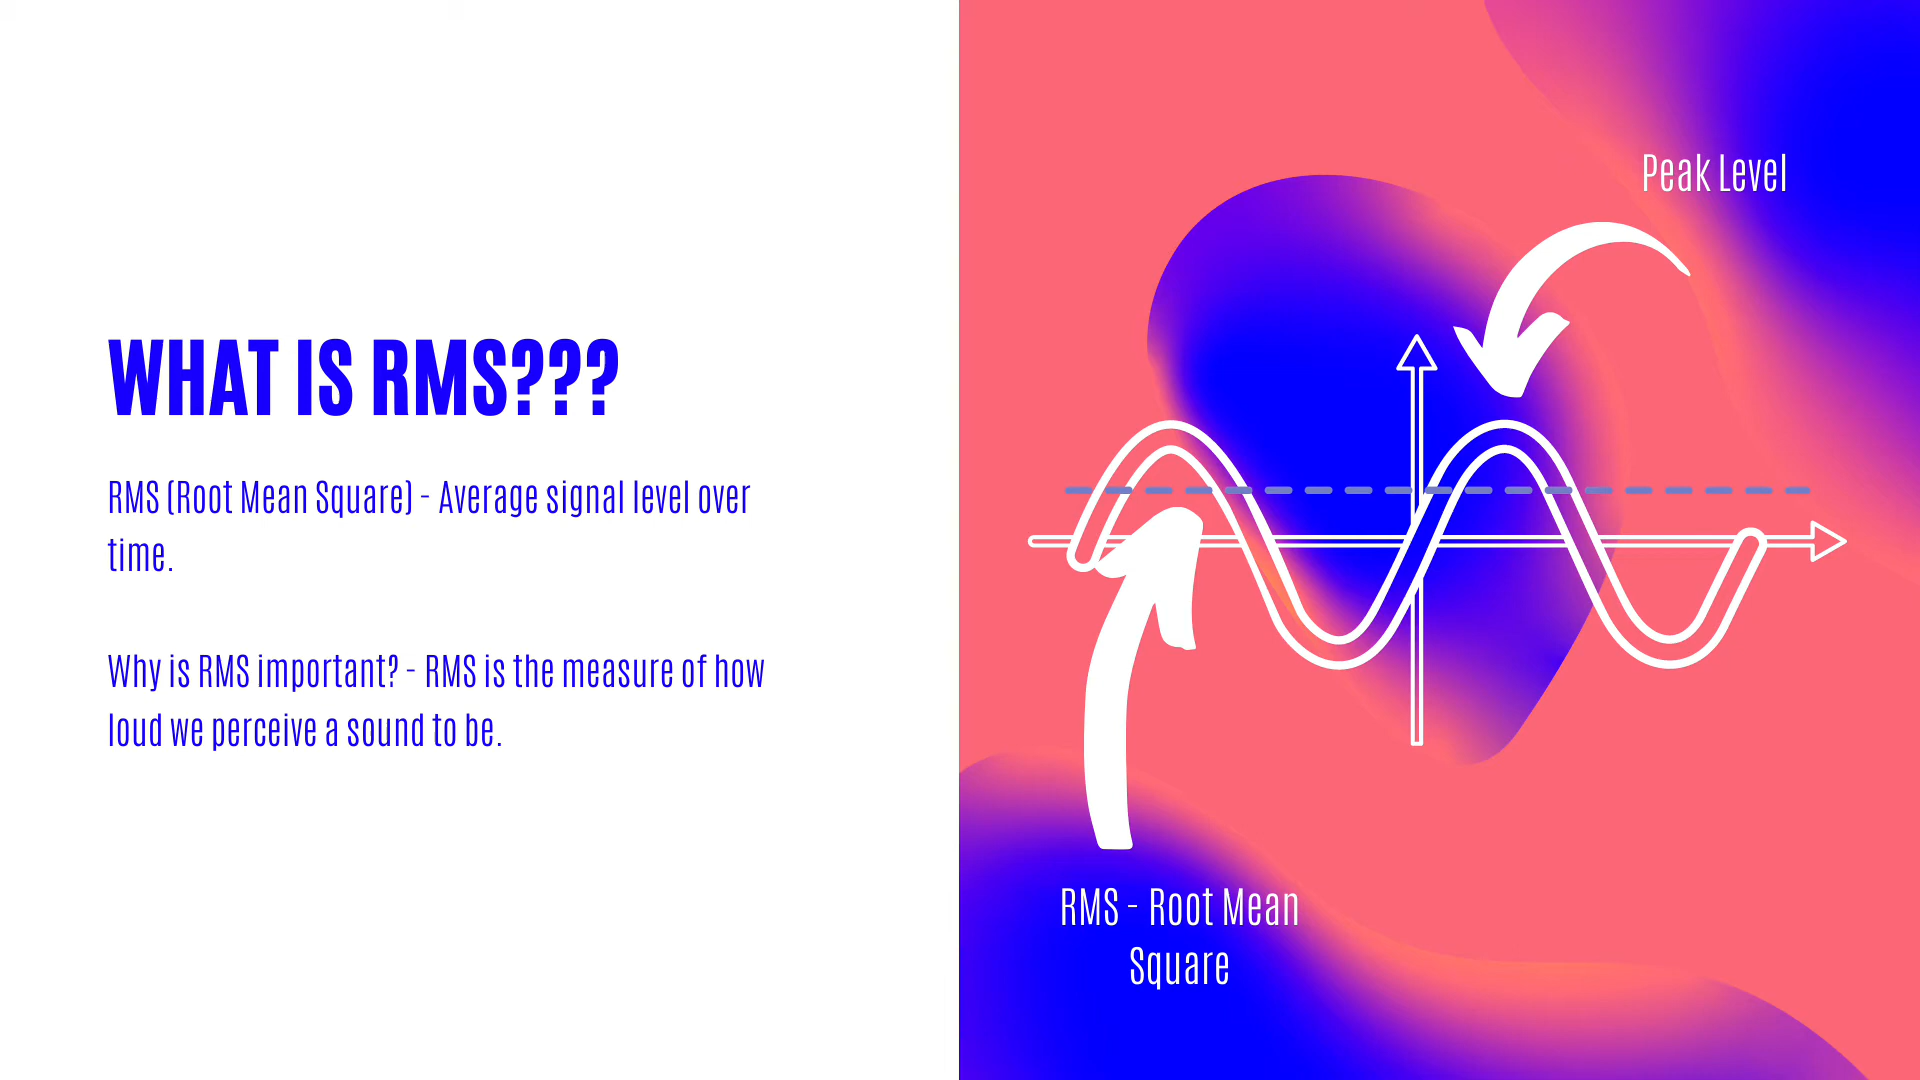 WHAT IS RMS???
RMS (Root Mean Square) - Average signal level over
time.
Why is RMS important? - RMS is the measure of how
loud we perceive a sound to be.
Peak Level
RMS - Root Mean
Square